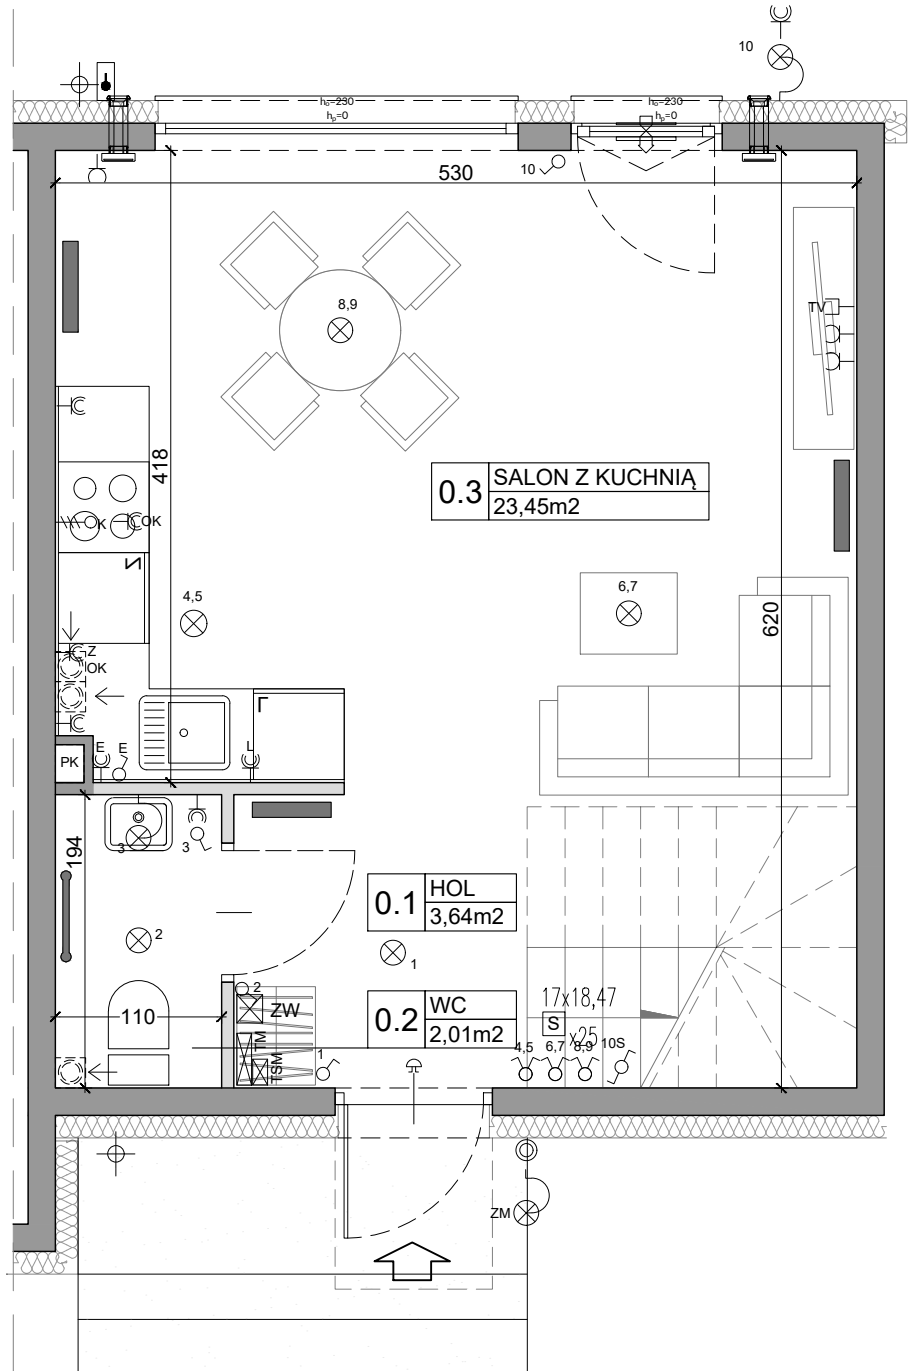 10
hₒ=230
hₚ=0
hₒ=230
hₚ=0
10
530
8,9
TV
418
0.3
SALON Z KUCHNIĄ
23,45m2
K
OK
4,5
6,7
620
Z
OK
L
PK
E
E
L
3
3
194
0.1
HOL
3,64m2
2
1
2
ZW
0.2
WC
2,01m2
17x18,47
x25
S
110
TM
TSM
1
4,5
6,7
8,9
10S
ZM